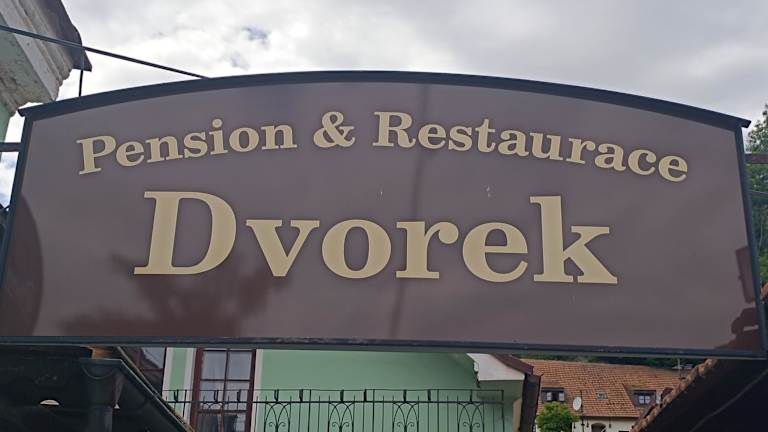 Pension & Restaurace
Dvorek